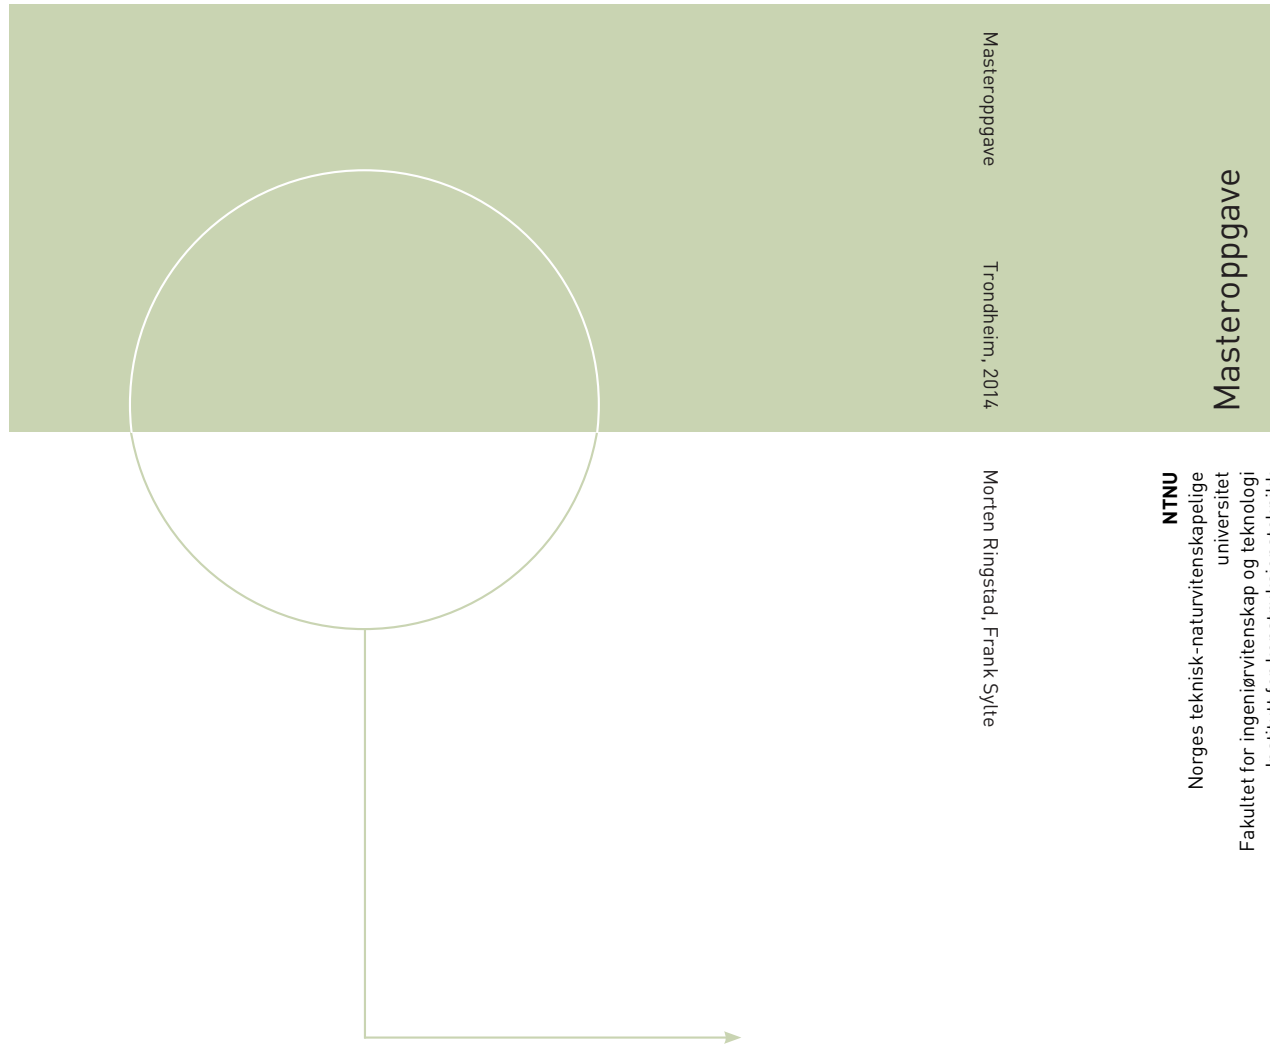 Masteroppgave
Trondheim, 2014
Morten Ringstad, Frank Sylte
Masteroppgave
NTNU
Norges teknisk-naturvitenskapelige
universitet
Fakultet for ingeniørvitenskap og teknologi